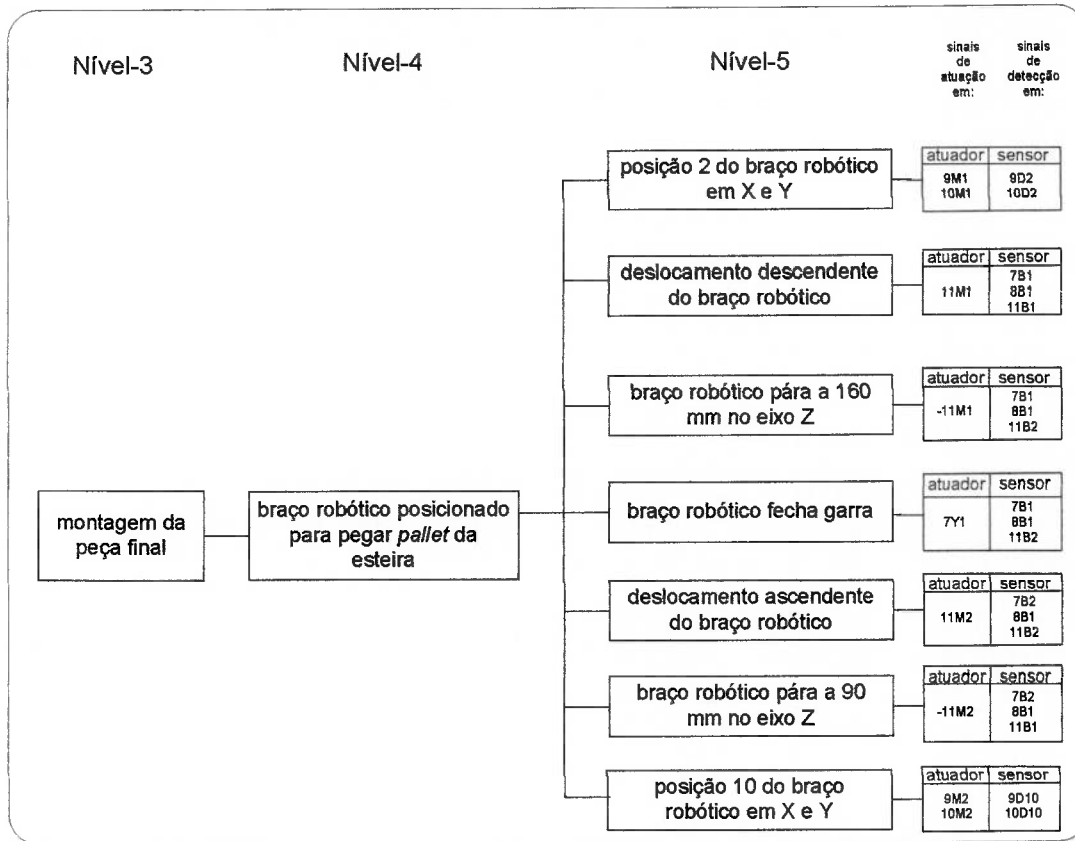 Nível-3
Nível-4
Nível-5
sinais
de
atuação
em:
sinais
de
detecção
em:
montagem da
peça final
braço robótico posicionado
para pegar pallet da
esteira
posição 2 do braço robótico
em X e Y
atuador
sensor
9M1
10M1
9D2
10D2
deslocamento descendente
do braço robótico
atuador
sensor
11M1
7B1
8B1
11B1
braço robótico pára a 160
mm no eixo Z
atuador
sensor
-11M1
7B1
8B1
11B2
braço robótico fecha garra
atuador
sensor
7Y1
7B1
8B1
11B2
deslocamento ascendente
do braço robótico
atuador
sensor
11M2
7B2
8B1
11B2
braço robótico pára a 90
mm no eixo Z
atuador
sensor
-11M2
7B2
8B1
11B1
posição 10 do braço
robótico em X e Y
atuador
sensor
9M2
10M2
9D10
10D10